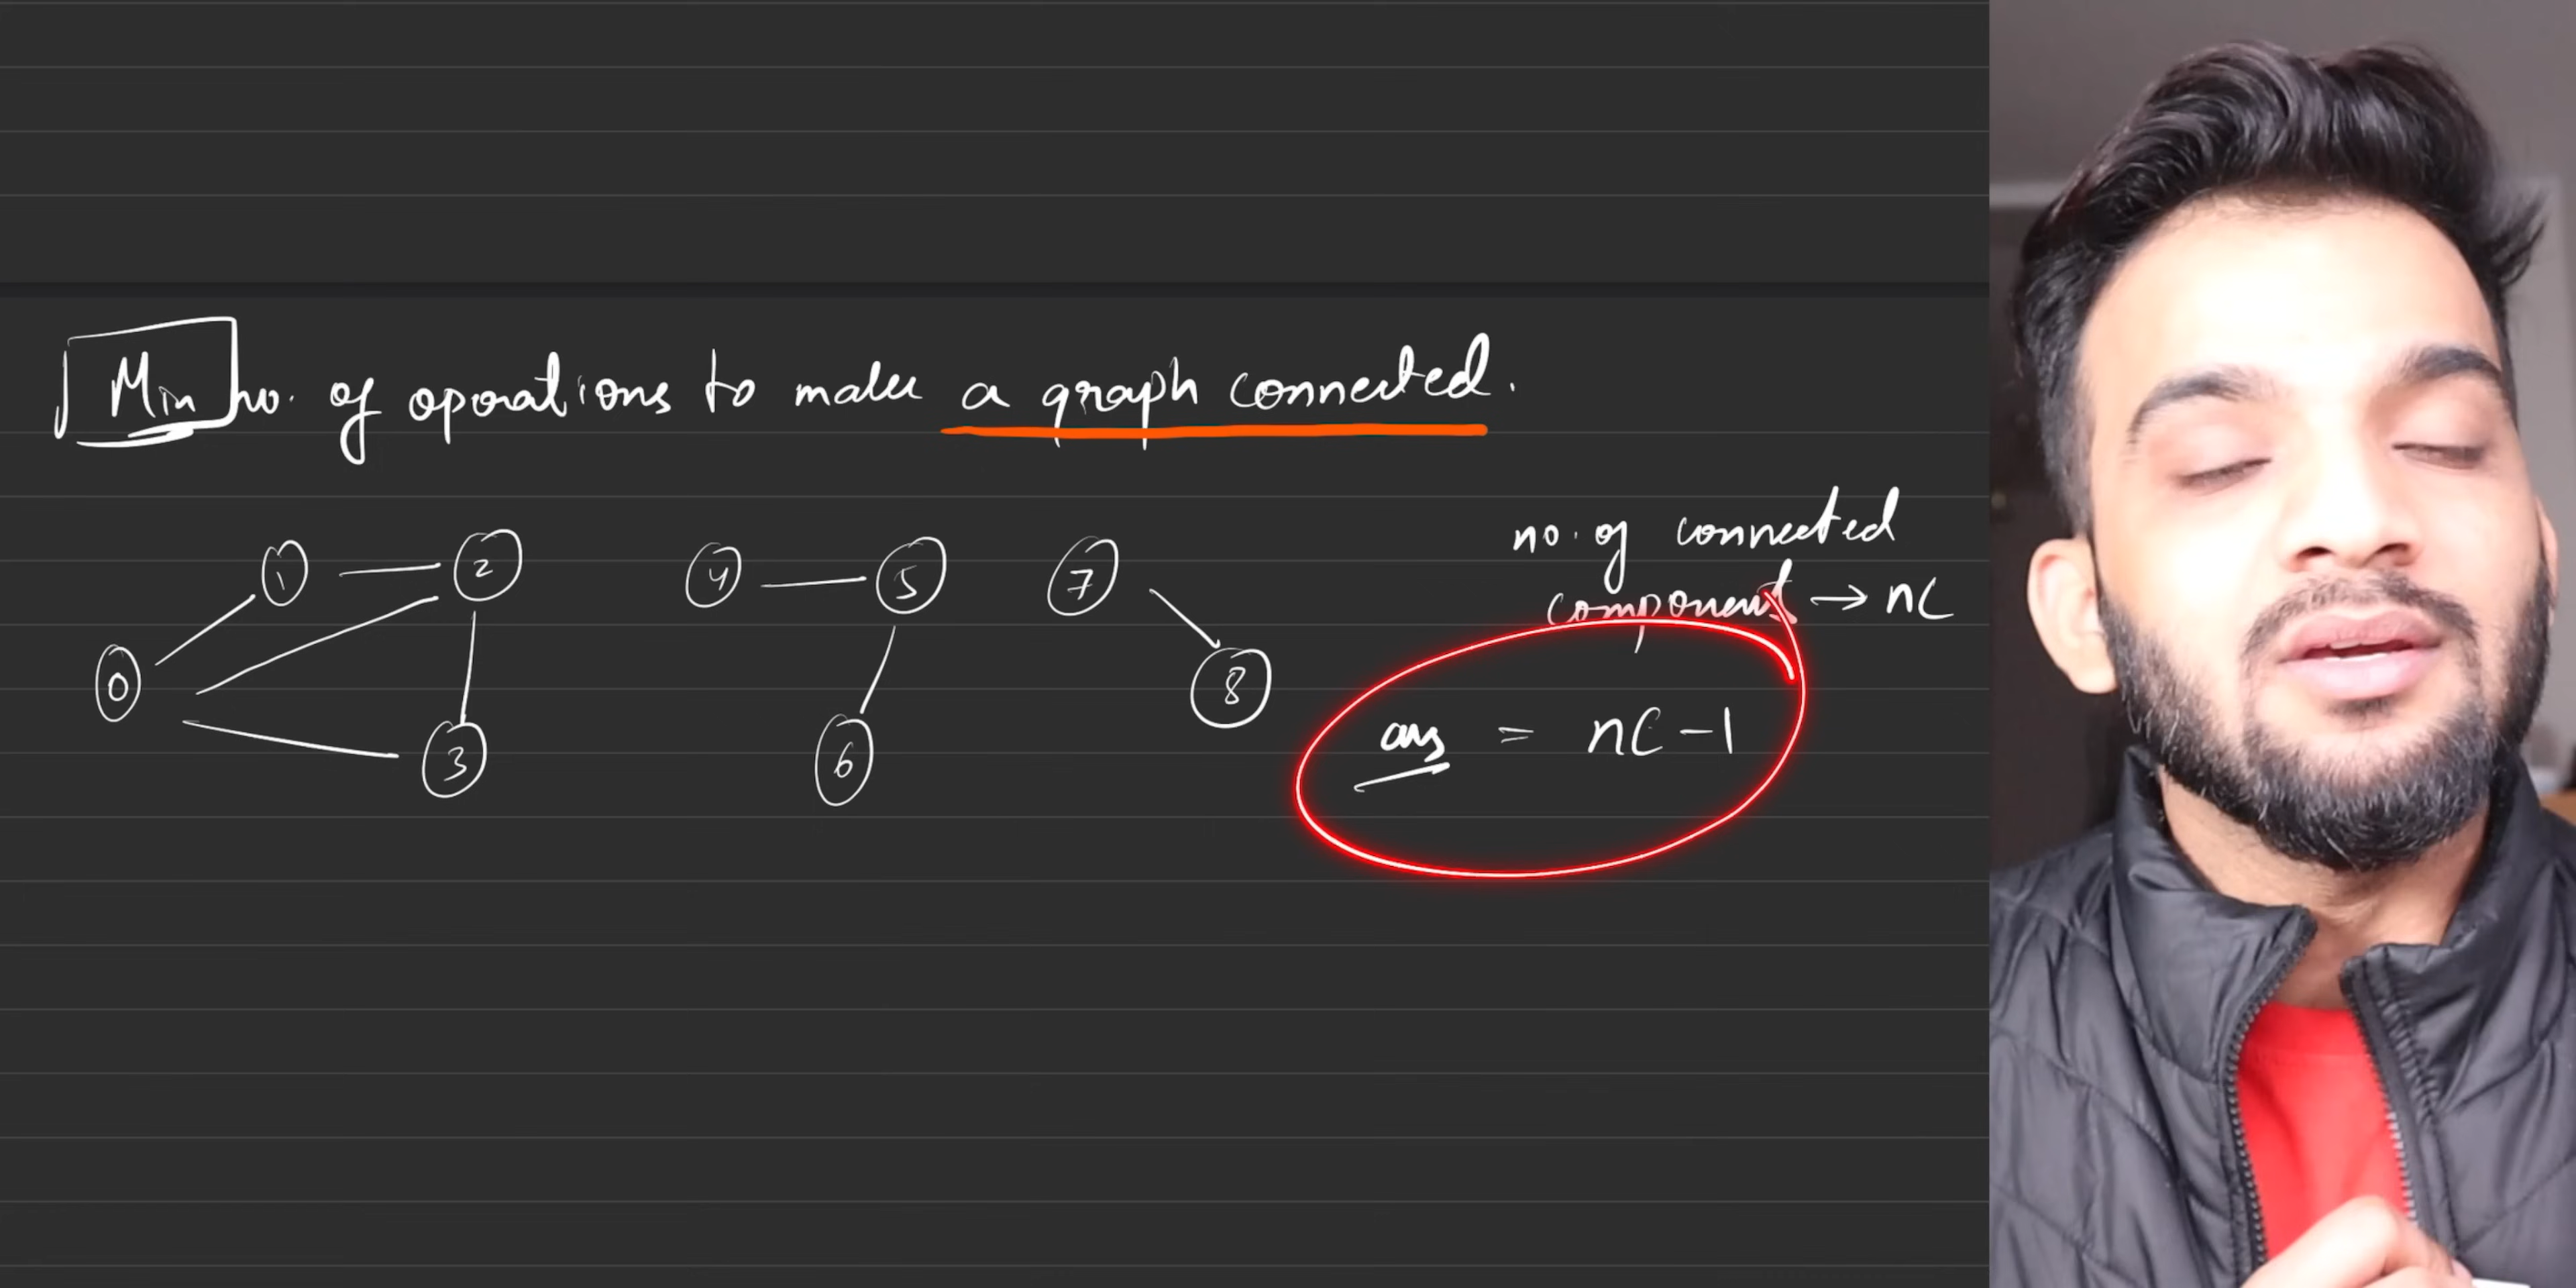 Min no. of operations to make a graph connected.
no. of connected
component → nC
1
2
4
5
7
0
8
3
6
ans = nC - 1